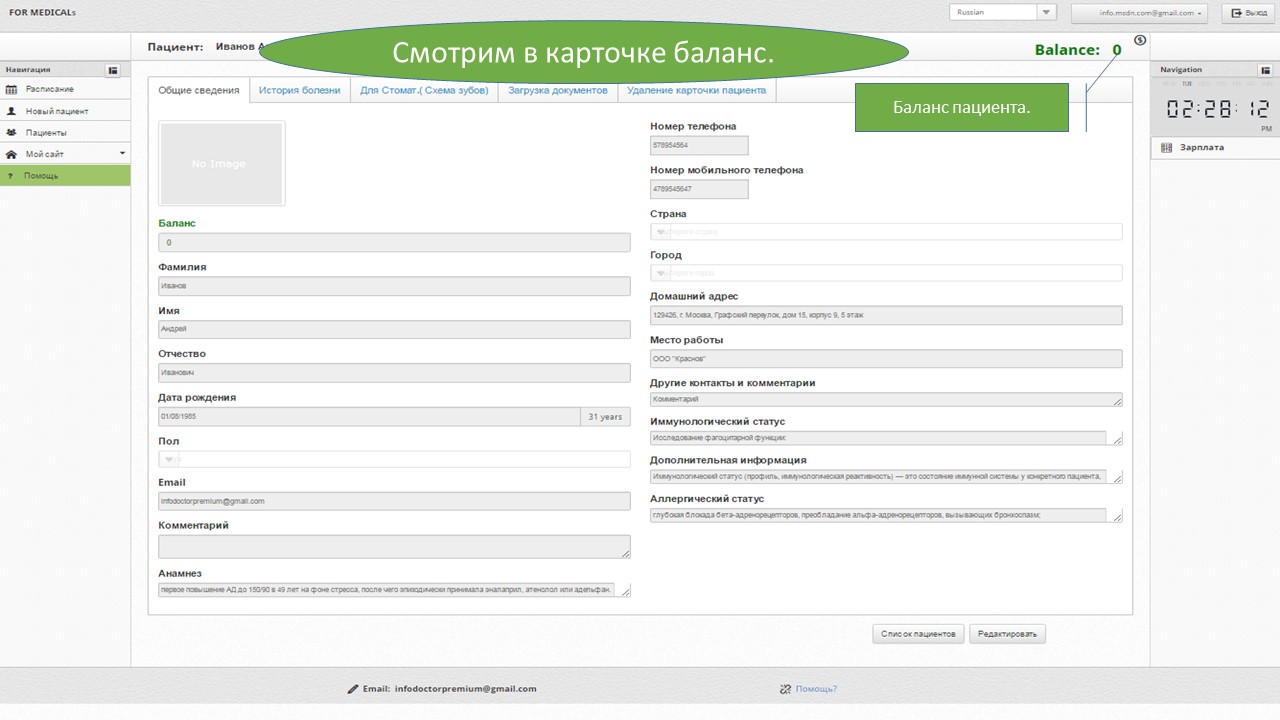 FOR MEDICALs
Russian
info.msdn.com@gmail.com
Выход
Пациент: Иванов А
Смотрим в карточке баланс.
Balance: 0
Баланс пациента.
Навигация
Расписание
Новый пациент
Пациенты
Мой сайт
? Помощь
Общие сведения
История болезни
Для Стомат.( Схема зубов)
Загрузка документов
Удаление карточки пациента
No Image
Баланс
0
Фамилия
Иванов
Имя
Андрей
Отчество
Иванович
Дата рождения
01/08/1985
31 years
Пол
Email
infodoctorpremium@gmail.com
Комментарий
Анамнез
первое повышение АД до 150/90 в 49 лет на фоне стресса, после чего эпизодически принимала эналаприл, атенолол или адельфан.
Номер телефона
578954564
Номер мобильного телефона
4789545647
Страна
Город
Домашний адрес
129426, г. Москва, Графский переулок, дом 15, корпус 9, 5 этаж
Место работы
ООО "Краснов"
Другие контакты и комментарии
Комментарий
Иммунологический статус
Исследование фагоцитарной функции:
Дополнительная информация
Иммунологический статус (профиль, иммунологическая реактивность) — это состояние иммунной системы у конкретного пациента,
Аллергический статус
глубокая блокада бета-адренорецепторов, преобладание альфа-адренорецепторов, вызывающих бронхоспазм;
Список пациентов
Редактировать
Navigation
TUE
02:28:12
PM
Зарплата
Email: infodoctorpremium@gmail.com
Помощь?